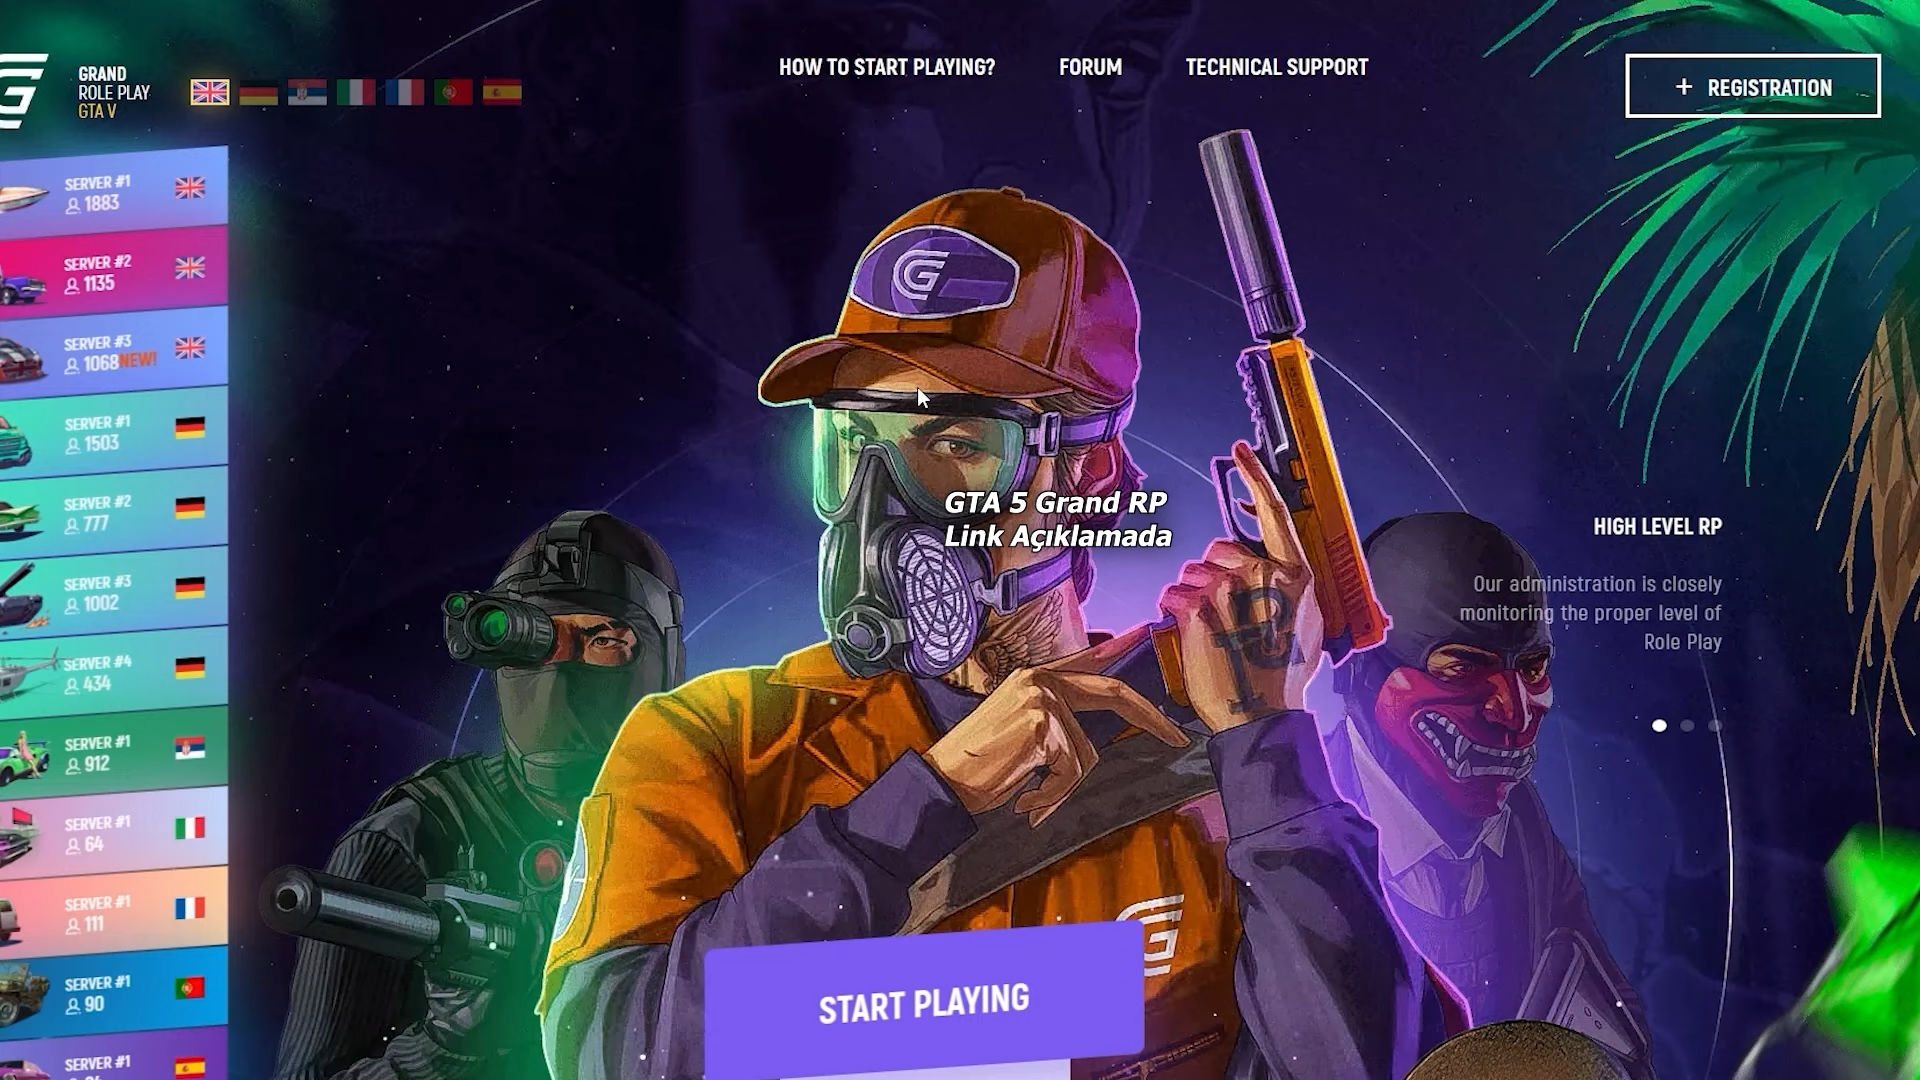 GRAND
ROLE PLAY
GTA V
HOW TO START PLAYING?
FORUM
TECHNICAL SUPPORT
+ REGISTRATION
SERVER #1
1883
SERVER #2
1135
SERVER #3
1068NEW!
SERVER #1
1503
SERVER #2
777
SERVER #3
1002
SERVER #4
434
SERVER #1
912
SERVER #1
64
SERVER #1
111
SERVER #1
90
SERVER #1
GTA 5 Grand RP
Link Açıklamada
HIGH LEVEL RP
Our administration is closely
monitoring the proper level of
Role Play
START PLAYING